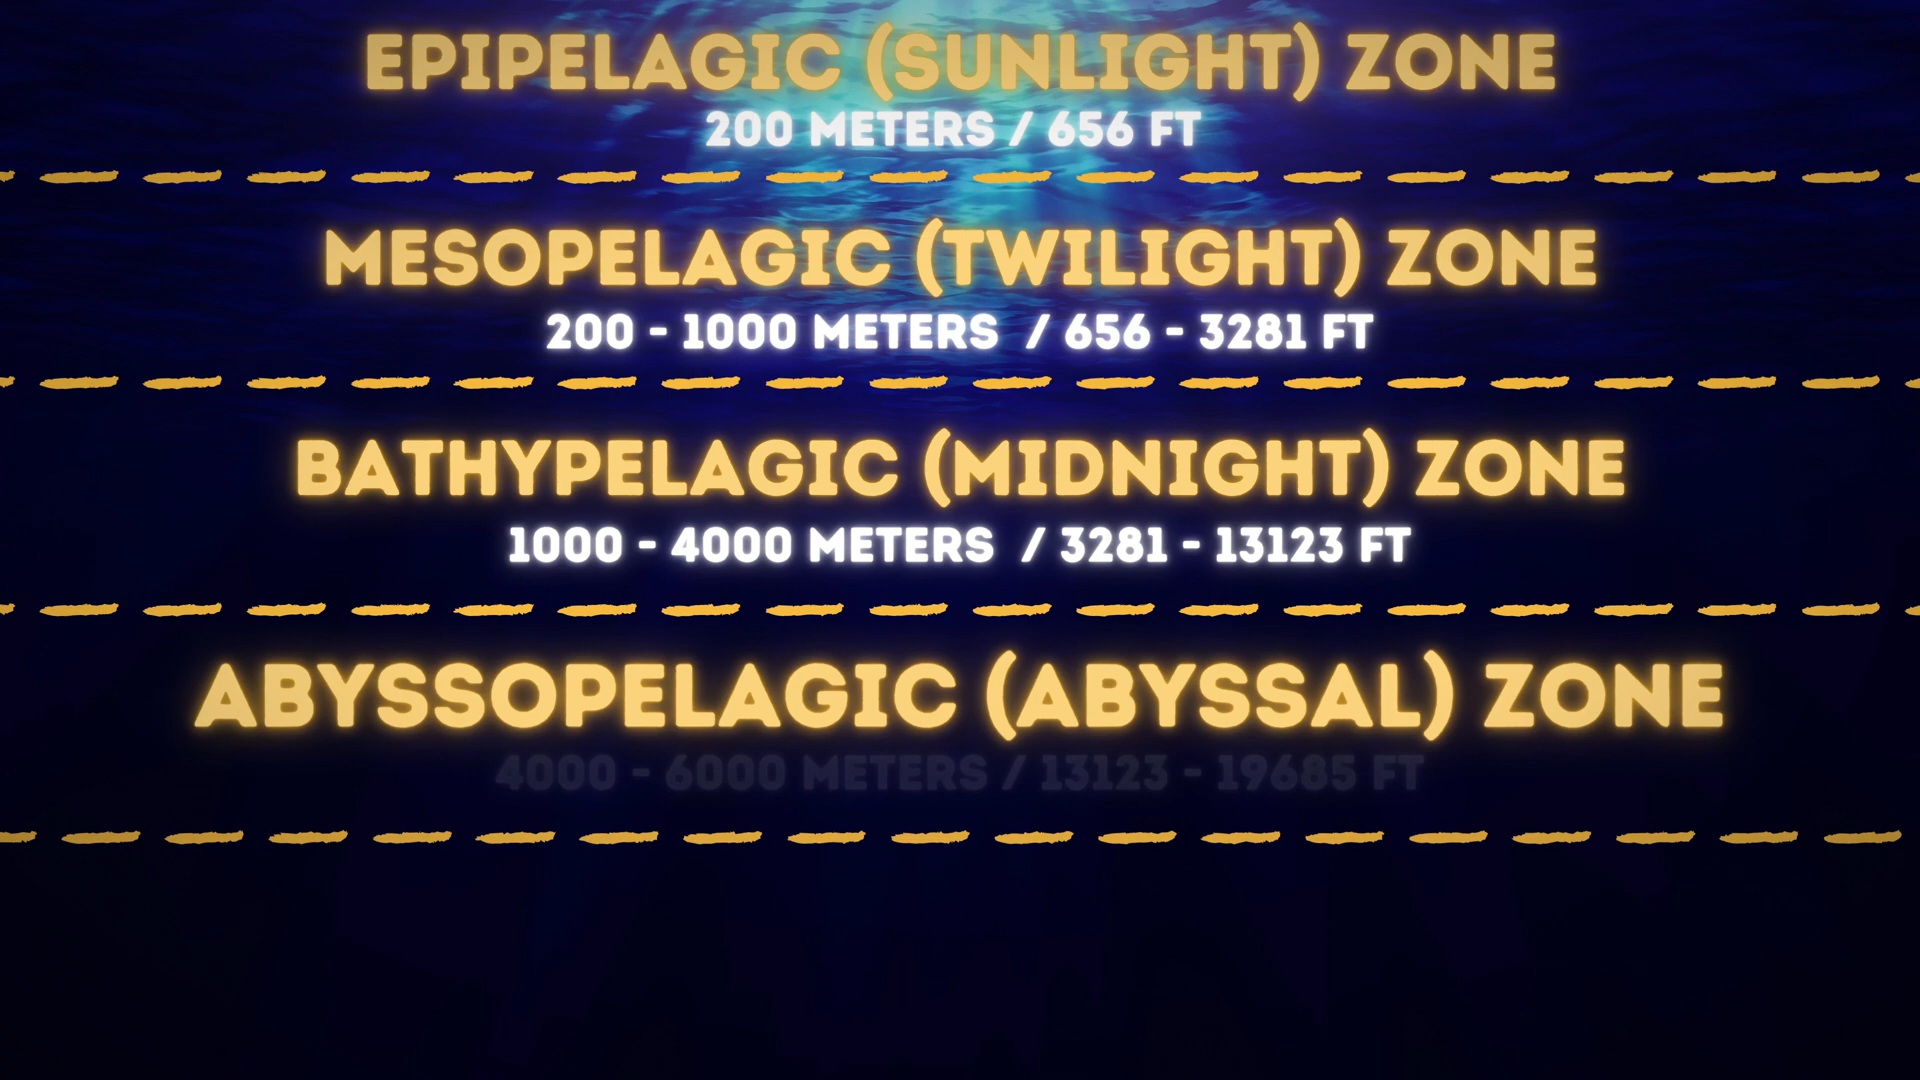 EPIPELAGIC (SUNLIGHT) ZONE
200 METERS / 656 FT
MESOPELAGIC (TWILIGHT) ZONE
200 - 1000 METERS / 656 - 3281 FT
BATHYPELAGIC (MIDNIGHT) ZONE
1000 - 4000 METERS / 3281 - 13123 FT
ABYSSOPELAGIC (ABYSSAL) ZONE
4000 - 6000 METERS / 13123 - 19685 FT